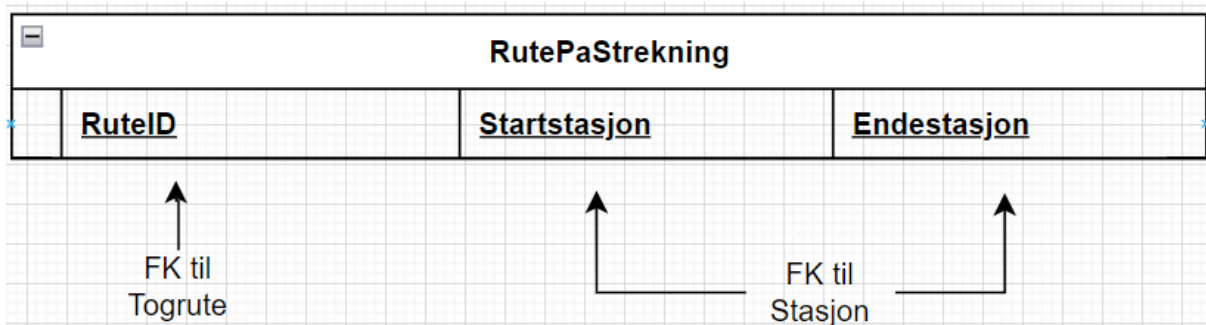 RutePaStrekning
RuteID
Startstasjon
Endestasjon
FK til
Togrute
FK til
Stasjon